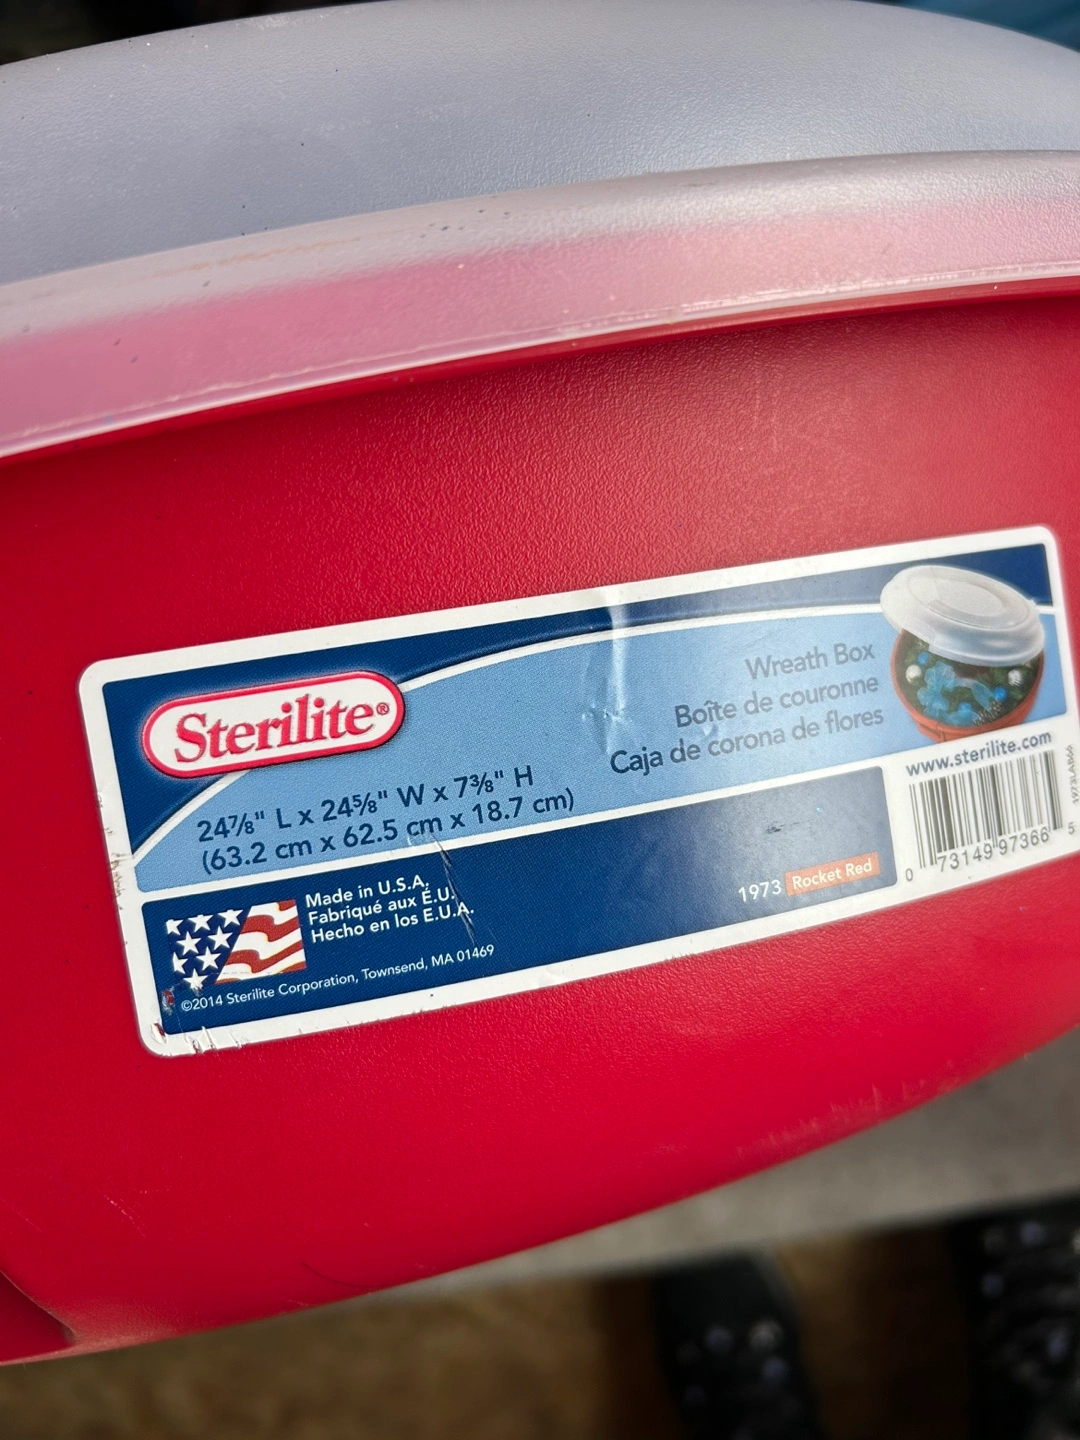 Sterilite®
24⅞" L x 24⅝" W x 7⅜" H
(63.2 cm x 62.5 cm x 18.7 cm)
Wreath Box
Boîte de couronne
Caja de corona de flores
Made in U.S.A.
Fabriqué aux É.U.
Hecho en los E.U.A.
©2014 Sterilite Corporation, Townsend, MA 01469
1973 Rocket Red
www.sterilite.com
0 73149 97366 5
1973LAB66